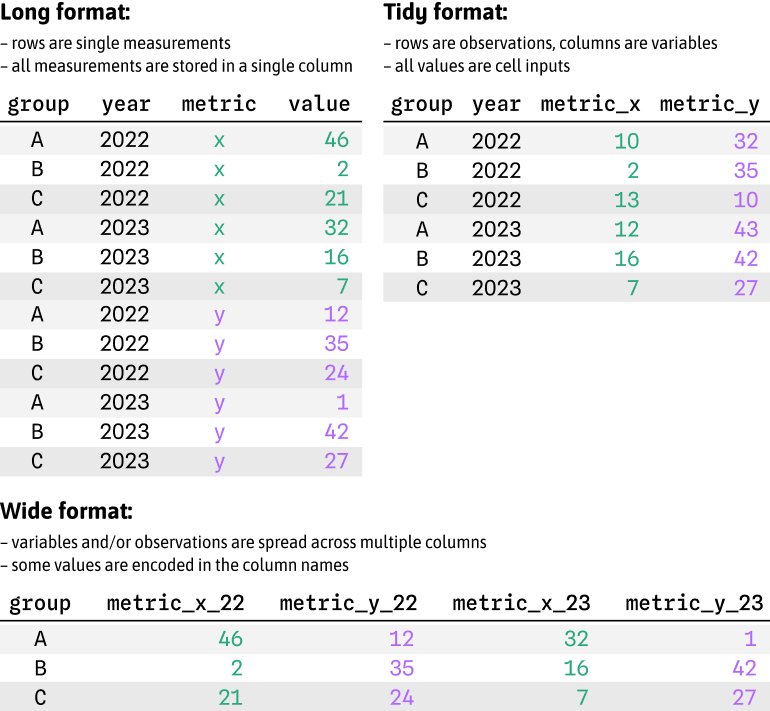 Long format:
– rows are single measurements
– all measurements are stored in a single column
group year metric value
A 2022 x 46
B 2022 x 2
C 2022 x 21
A 2023 x 32
B 2023 x 16
C 2023 x 7
A 2022 y 12
B 2022 y 35
C 2022 y 24
A 2023 y 1
B 2023 y 42
C 2023 y 27
Tidy format:
– rows are observations, columns are variables
– all values are cell inputs
group year metric_x metric_y
A 2022 10 32
B 2022 2 35
C 2022 13 10
A 2023 12 43
B 2023 16 42
C 2023 7 27
Wide format:
– variables and/or observations are spread across multiple columns
– some values are encoded in the column names
group metric_x_22 metric_y_22 metric_x_23 metric_y_23
A 46 12 32 1
B 2 35 16 42
C 21 24 7 27